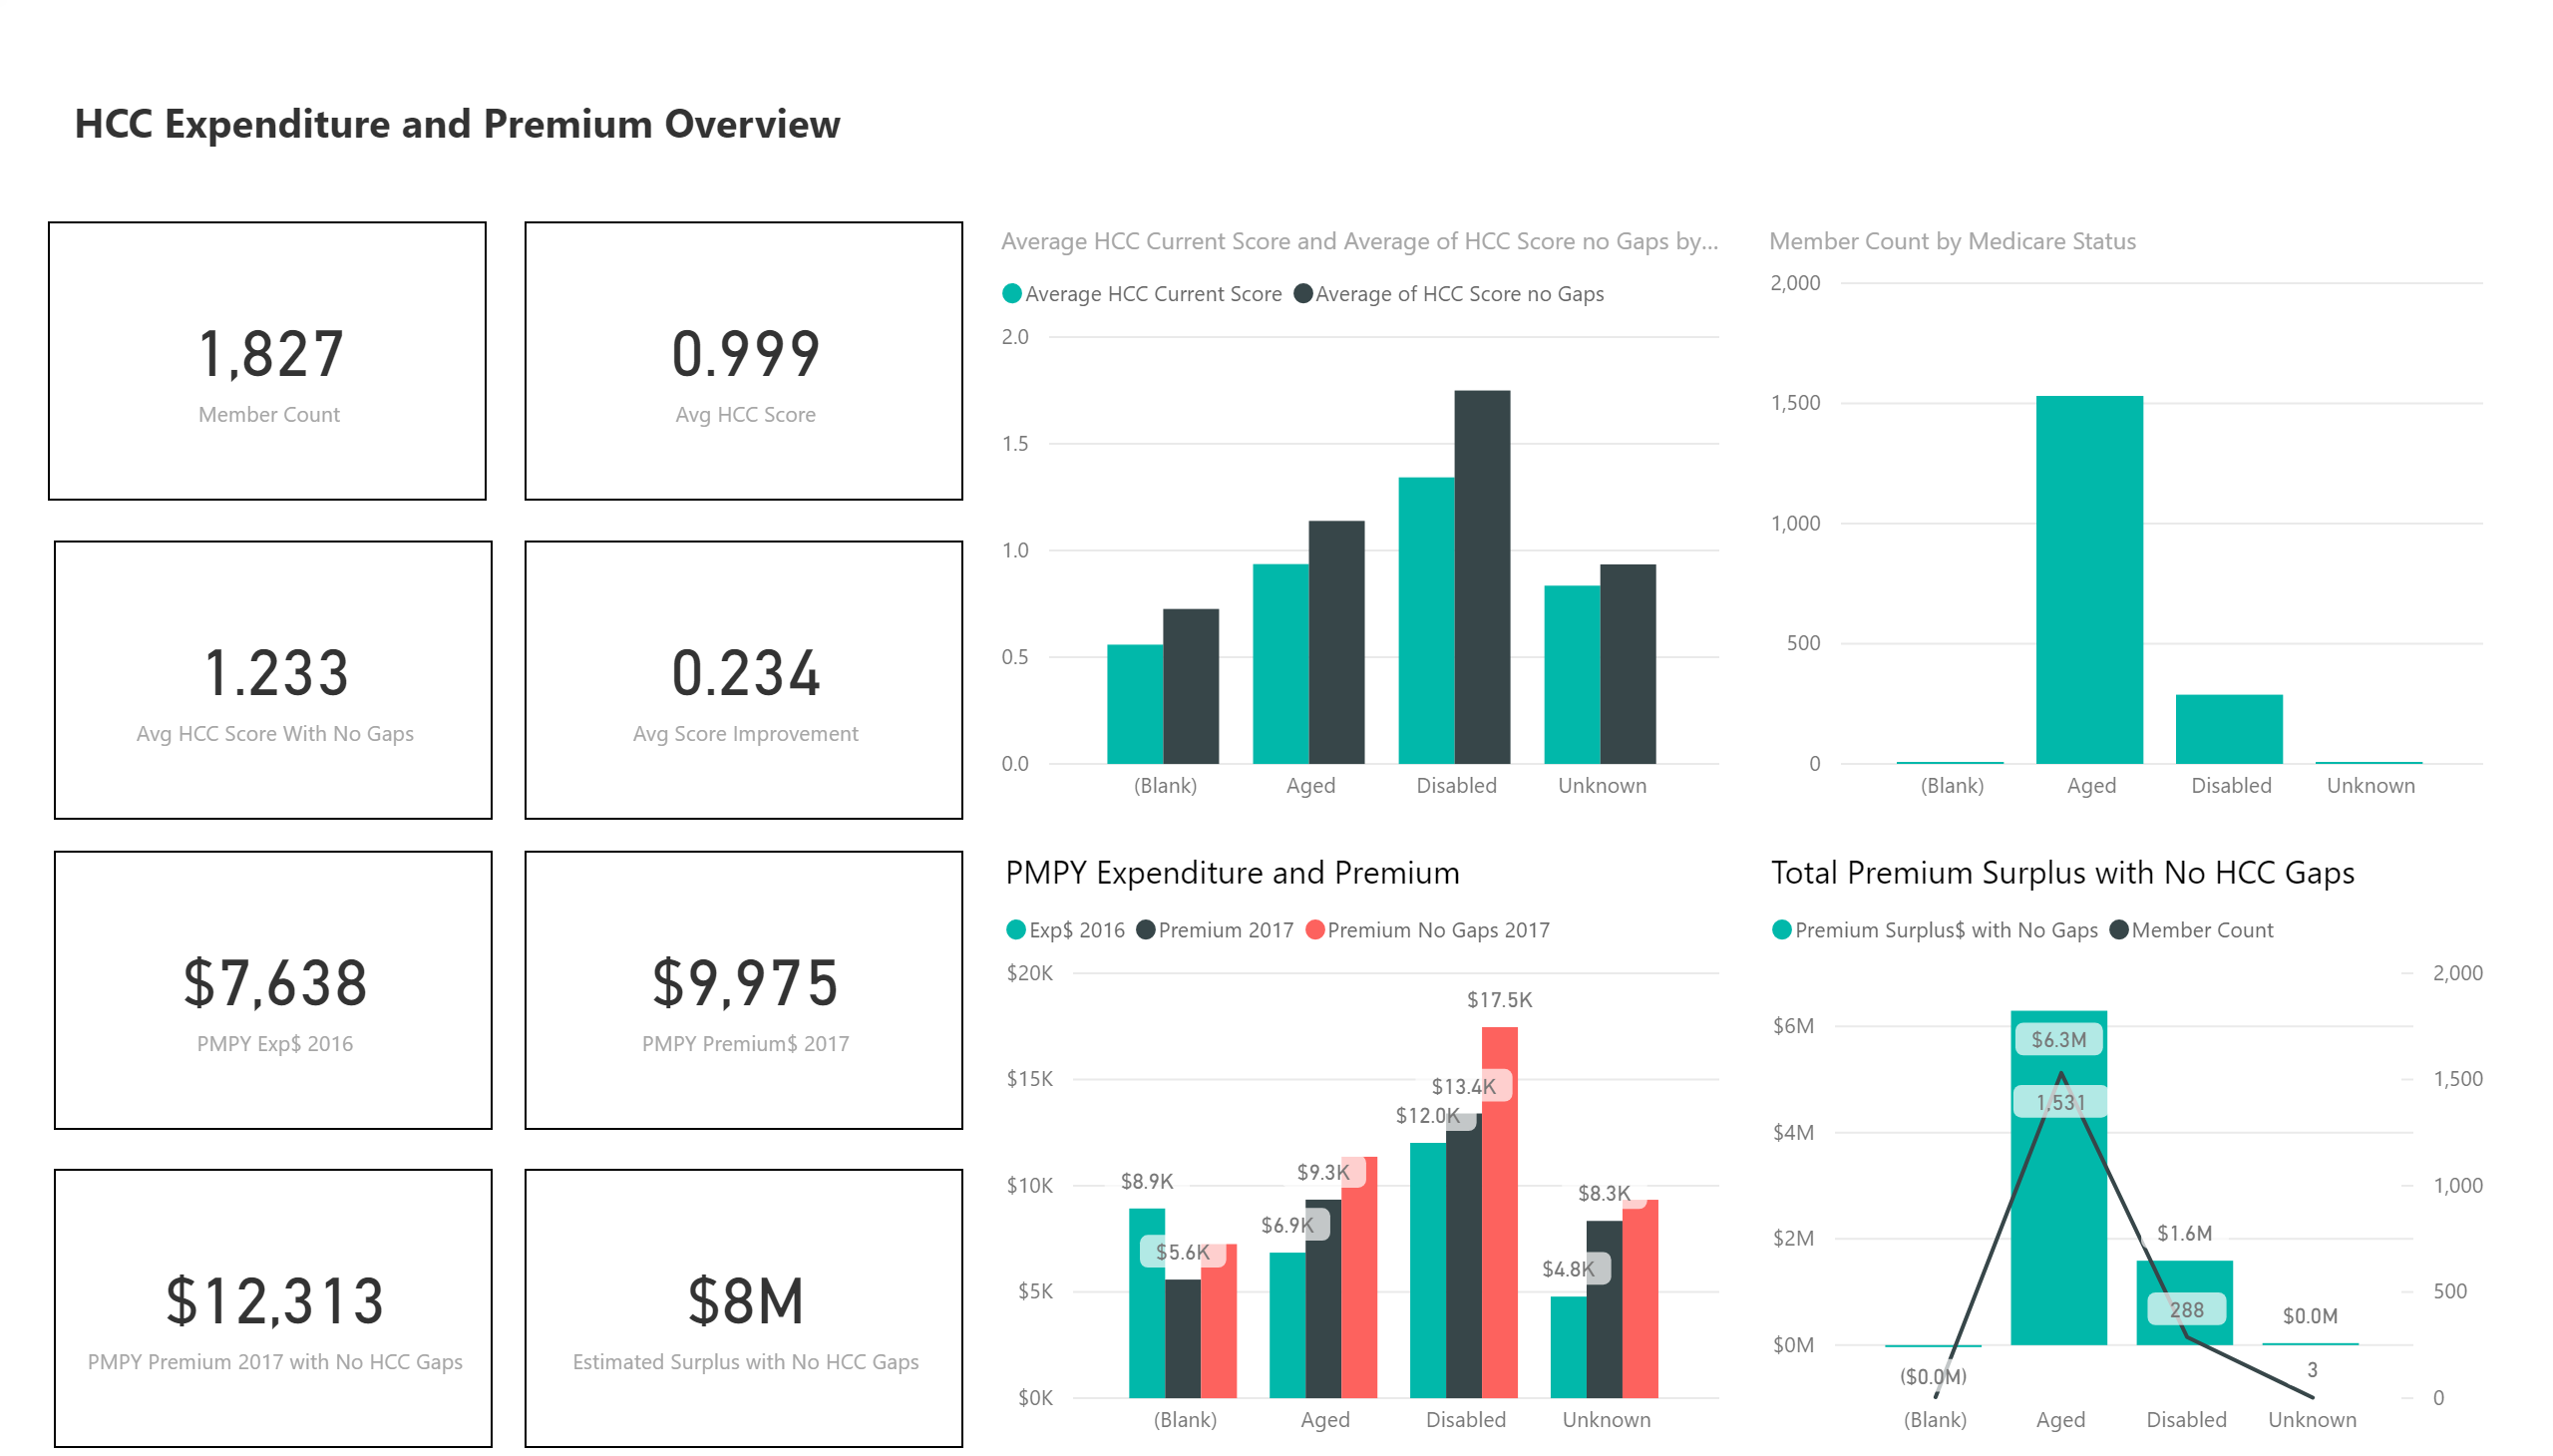 HCC Expenditure and Premium Overview
1,827
Member Count
0.999
Avg HCC Score
1.233
Avg HCC Score With No Gaps
0.234
Avg Score Improvement
$7,638
PMPY Exp$ 2016
$9,975
PMPY Premium$ 2017
$12,313
PMPY Premium 2017 with No HCC Gaps
$8M
Estimated Surplus with No HCC Gaps
Average HCC Current Score and Average of HCC Score no Gaps by...
Average HCC Current Score Average of HCC Score no Gaps
2.0
1.5
1.0
0.5
0.0
(Blank) Aged Disabled Unknown
Member Count by Medicare Status
2,000
1,500
1,000
500
0
(Blank) Aged Disabled Unknown
PMPY Expenditure and Premium
Exp$ 2016 Premium 2017 Premium No Gaps 2017
$20K
$17.5K
$15K
$13.4K
$12.0K
$10K
$8.9K
$9.3K
$8.3K
$6.9K
$5.6K
$4.8K
$5K
$0K
(Blank) Aged Disabled Unknown
Total Premium Surplus with No HCC Gaps
Premium Surplus$ with No Gaps Member Count
2,000
$6M
$6.3M
1,500
1,531
$4M
1,000
$2M
$1.6M
500
288
$0.0M
$0M
($0.0M)
3
0
(Blank) Aged Disabled Unknown